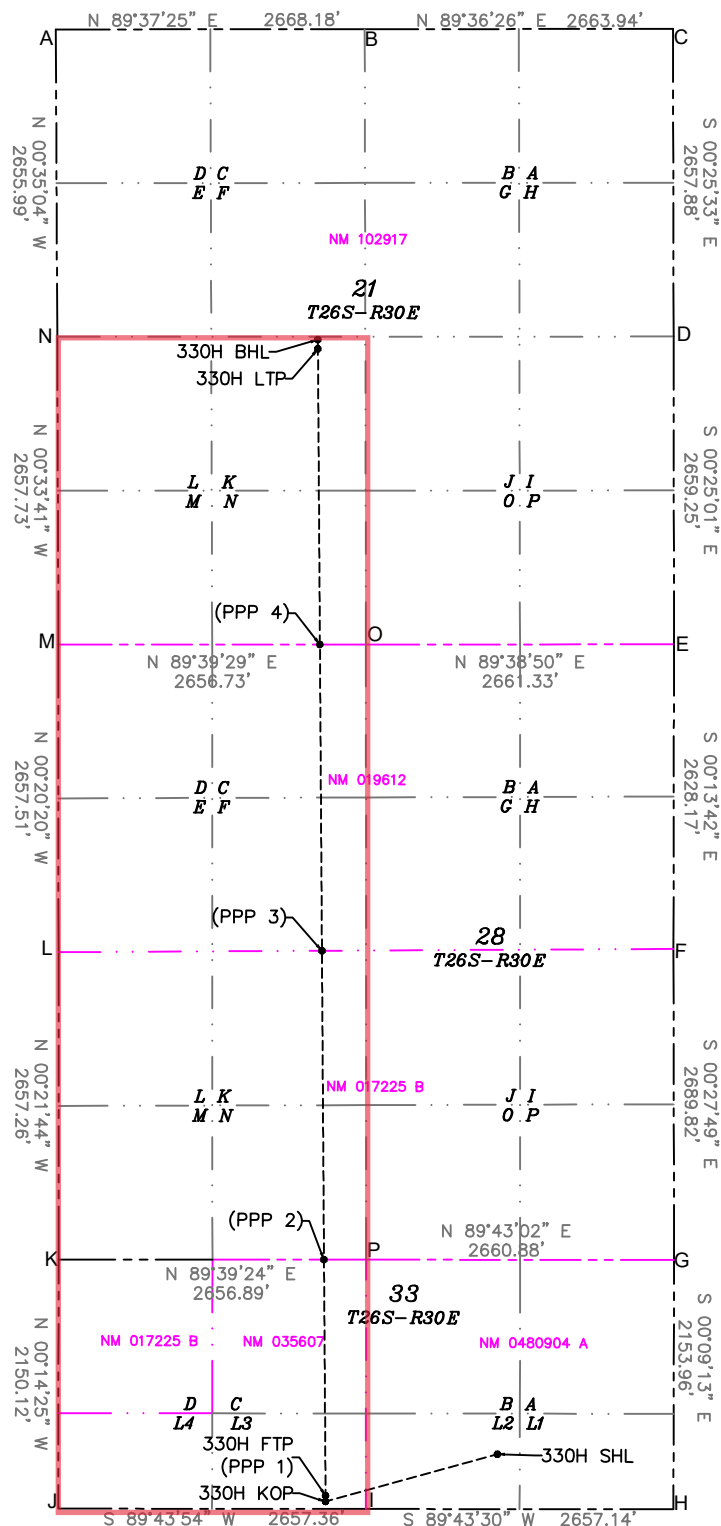 N 89°37'25" E 2668.18'
N 89°36'26" E 2663.94'
A
B
C
N 00°35'04" W
2655.99'
S 00°25'33" E
2657.88'
D C
E F
B A
G H
NM 102917
21
T26S-R30E
N
D
330H BHL
330H LTP
N 00°33'41" W
2657.73'
S 00°25'01" E
2659.25'
L K
M N
J I
O P
(PPP 4)
M
O
E
N 89°39'29" E
2656.73'
N 89°38'50" E
2661.33'
N 00°20'20" W
2657.51'
S 00°13'42" E
2628.17'
NM 019612
D C
E F
B A
G H
(PPP 3)
28
T26S-R30E
L
F
N 00°21'44" W
2657.26'
S 00°27'49" E
2689.82'
NM 017225 B
L K
M N
J I
O P
(PPP 2)
N 89°43'02" E
2660.88'
K
P
G
N 89°39'24" E
2656.89'
33
T26S-R30E
N 00°14'25" W
2150.12'
S 00°09'13" E
2153.96'
NM 017225 B
NM 035607
NM 0480904 A
D C
L4 L3
B A
L2 L1
330H FTP
(PPP 1)
330H KOP
330H SHL
J
I
H
S 89°43'54" W 2657.36'
S 89°43'30" W 2657.14'